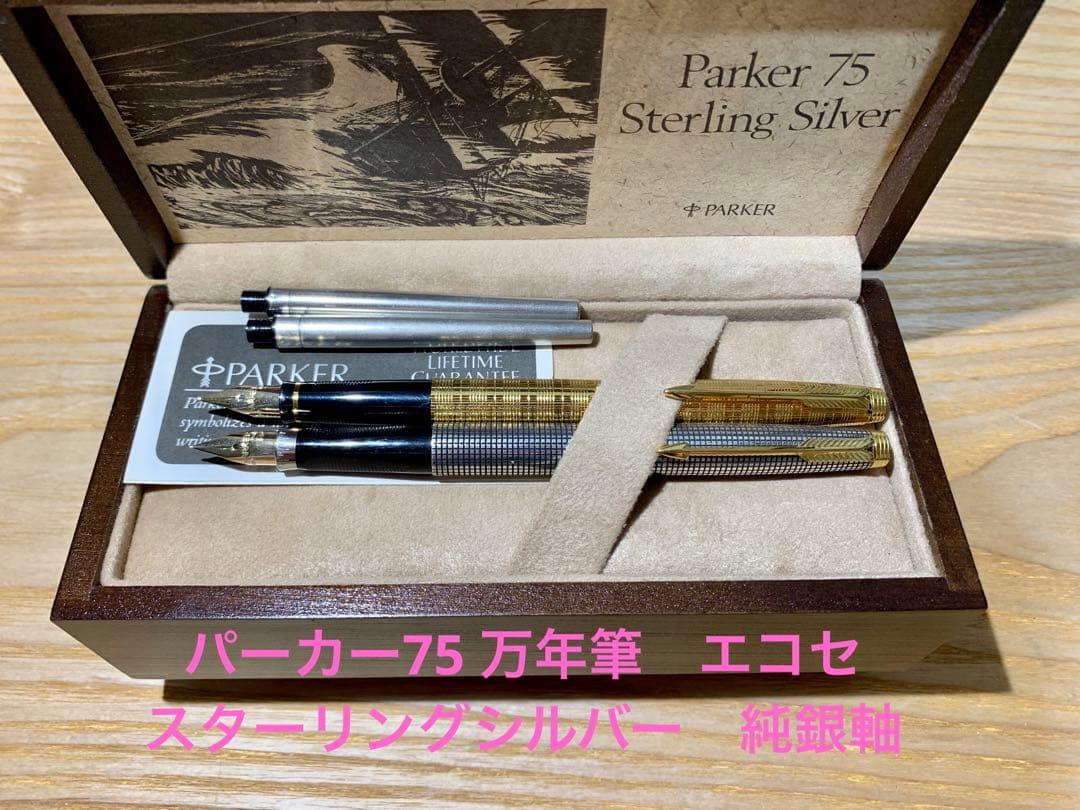 Parker 75
Sterling Silver
PARKER
LIFETIME
GUARANTEE
PARKER
symbolizes
パーカー75 万年筆　エコセ
スターリングシルバー　純銀軸